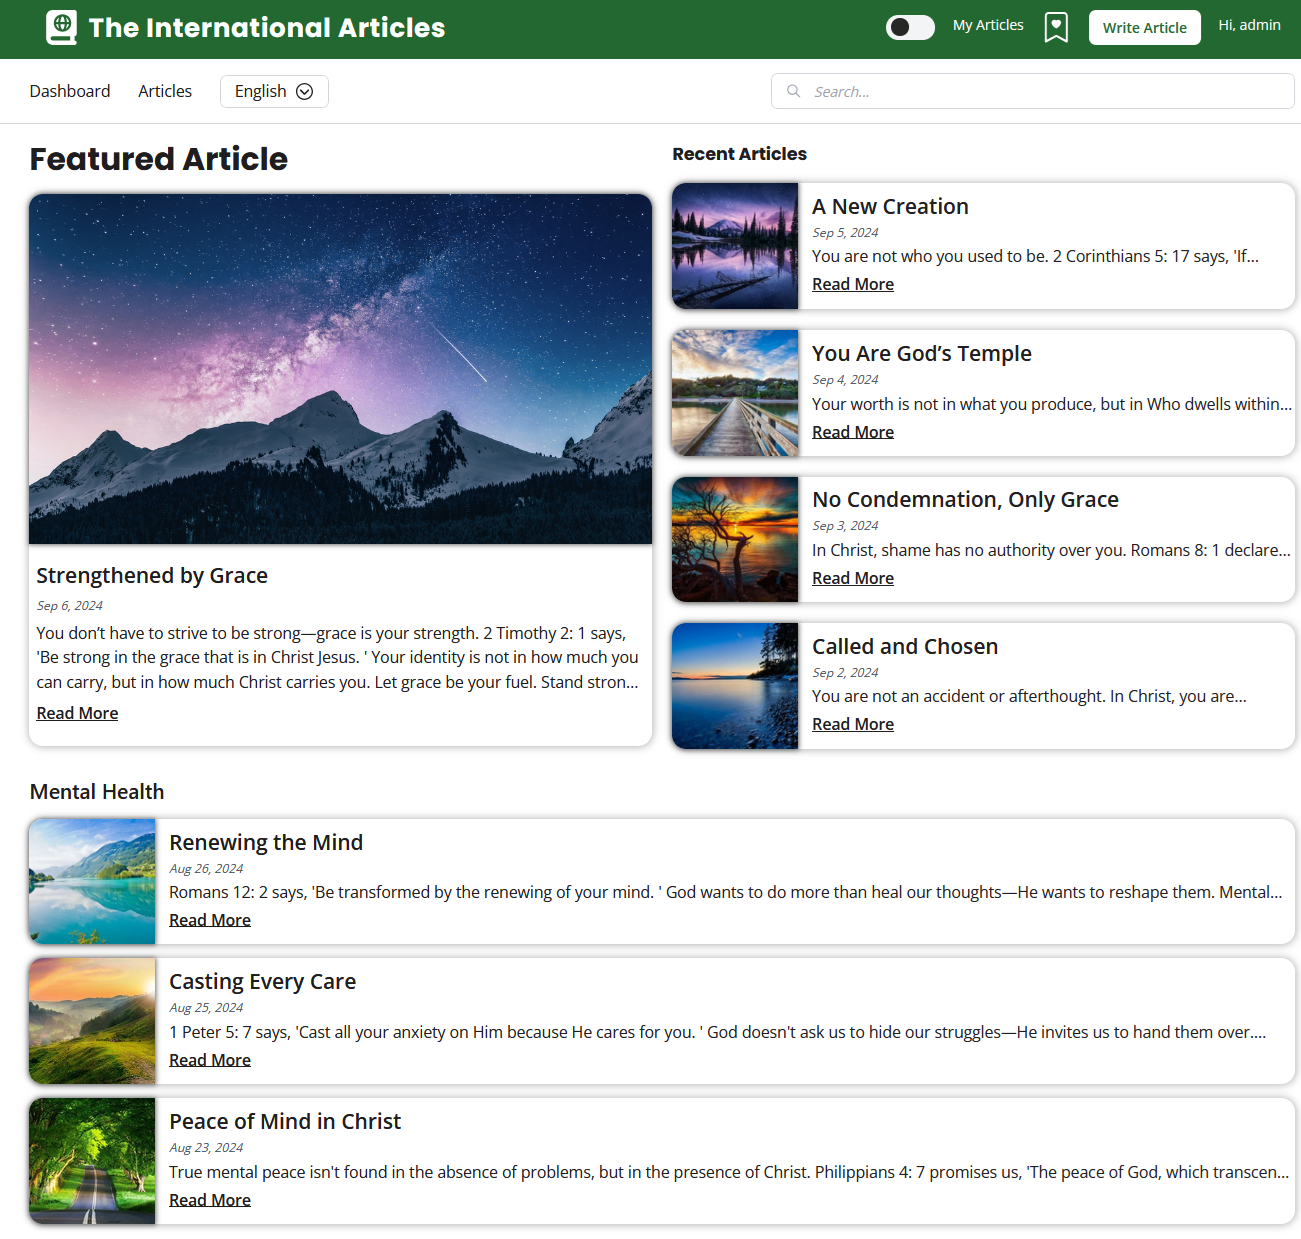 The International Articles
My Articles
Write Article
Hi, admin
Dashboard
Articles
English
Search...
Featured Article
Strengthened by Grace
Sep 6, 2024
You don’t have to strive to be strong—grace is your strength. 2 Timothy 2: 1 says,
'Be strong in the grace that is in Christ Jesus. ' Your identity is not in how much you
can carry, but in how much Christ carries you. Let grace be your fuel. Stand stron...
Read More
Recent Articles
A New Creation
Sep 5, 2024
You are not who you used to be. 2 Corinthians 5: 17 says, 'If...
Read More
You Are God’s Temple
Sep 4, 2024
Your worth is not in what you produce, but in Who dwells within...
Read More
No Condemnation, Only Grace
Sep 3, 2024
In Christ, shame has no authority over you. Romans 8: 1 declare...
Read More
Called and Chosen
Sep 2, 2024
You are not an accident or afterthought. In Christ, you are...
Read More
Mental Health
Renewing the Mind
Aug 26, 2024
Romans 12: 2 says, 'Be transformed by the renewing of your mind. ' God wants to do more than heal our thoughts—He wants to reshape them. Mental...
Read More
Casting Every Care
Aug 25, 2024
1 Peter 5: 7 says, 'Cast all your anxiety on Him because He cares for you. ' God doesn't ask us to hide our struggles—He invites us to hand them over....
Read More
Peace of Mind in Christ
Aug 23, 2024
True mental peace isn't found in the absence of problems, but in the presence of Christ. Philippians 4: 7 promises us, 'The peace of God, which transcen...
Read More